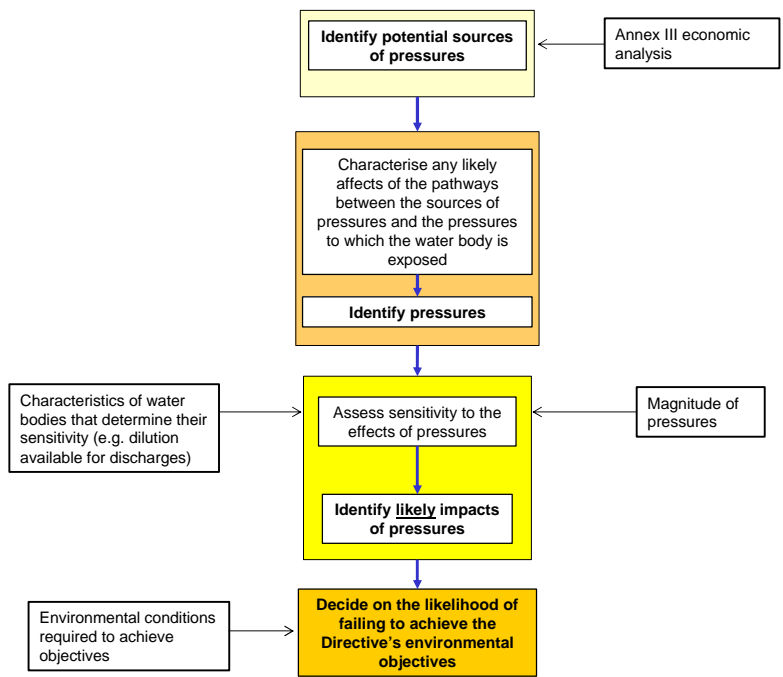 Identify potential sources
of pressures
Annex III economic
analysis
Characterise any likely
affects of the pathways
between the sources of
pressures and the pressures
to which the water body is
exposed
Identify pressures
Characteristics of water
bodies that determine their
sensitivity (e.g. dilution
available for discharges)
Assess sensitivity to the
effects of pressures
Magnitude of
pressures
Identify likely impacts
of pressures
Environmental conditions
required to achieve
objectives
Decide on the likelihood of
failing to achieve the
Directive’s environmental
objectives